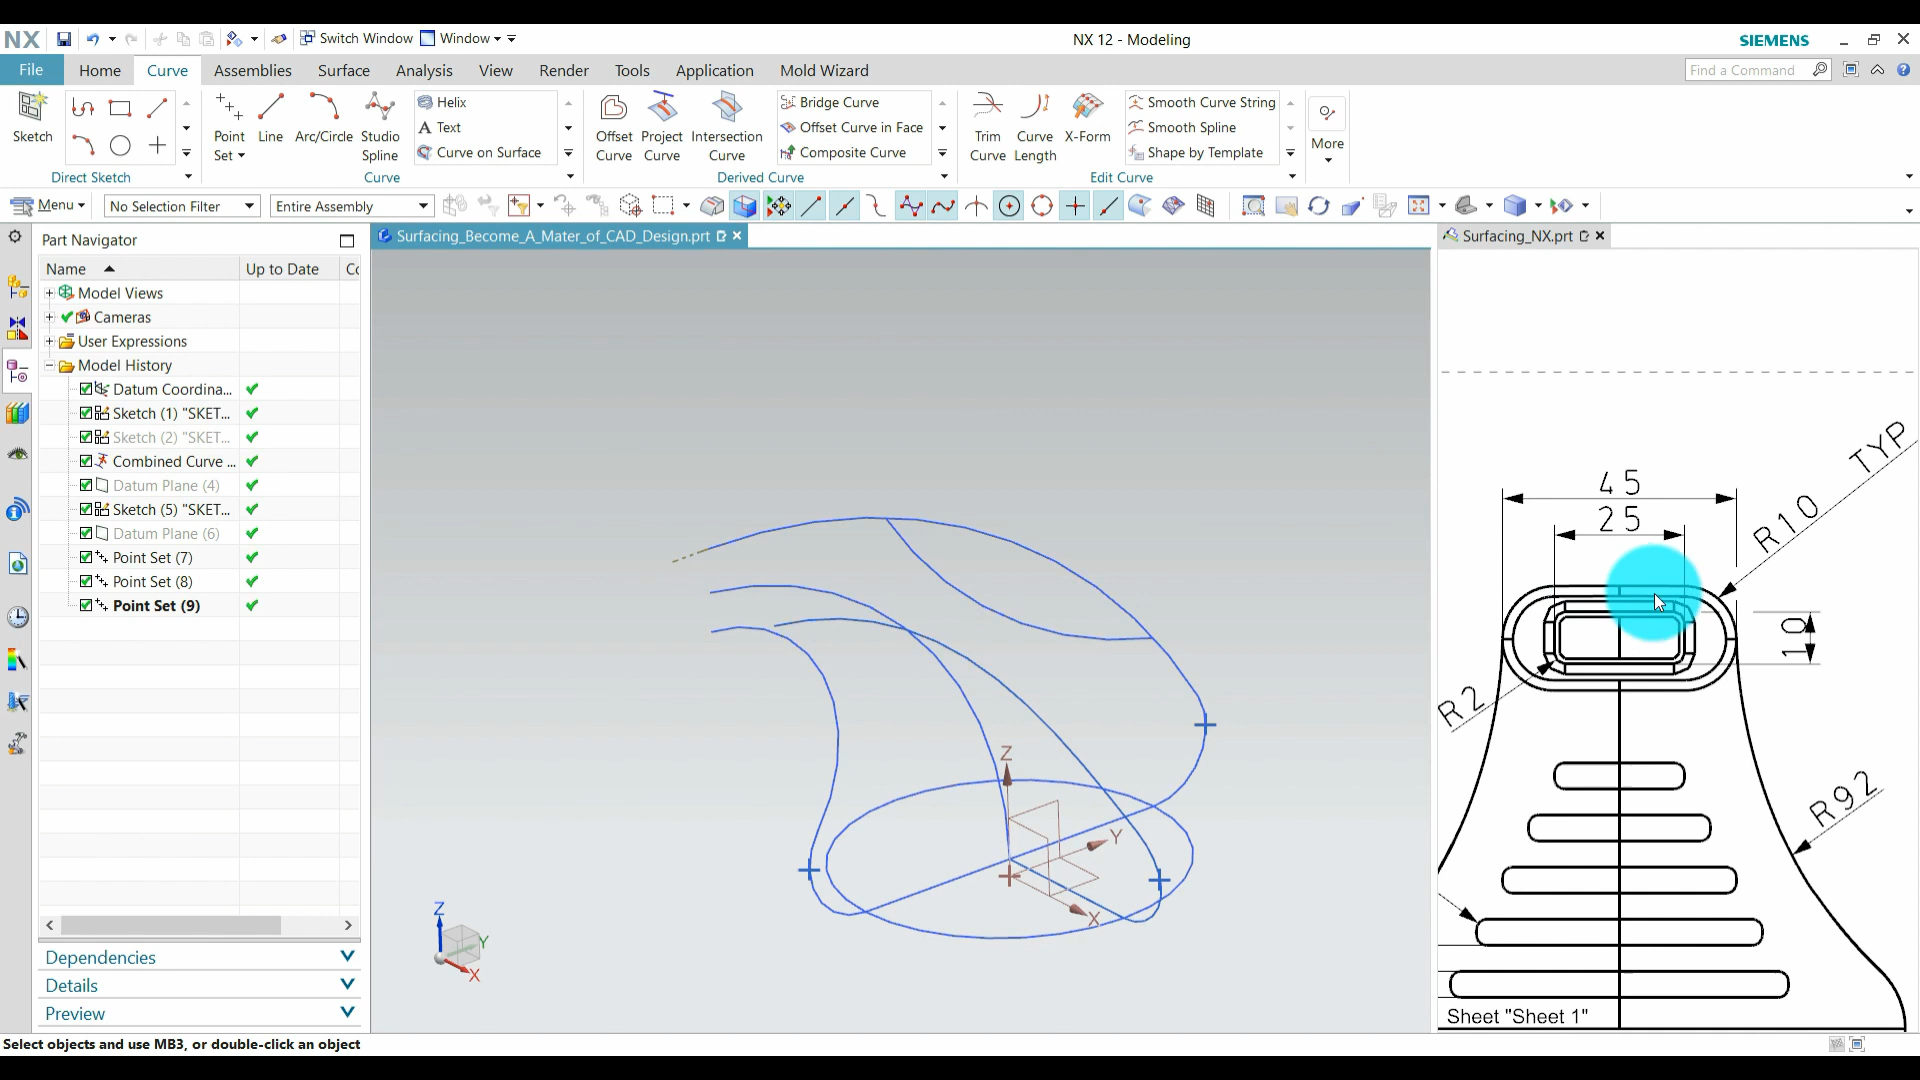 NX
Switch Window
Window
NX 12 - Modeling
SIEMENS
File
Home
Curve
Assemblies
Surface
Analysis
View
Render
Tools
Application
Mold Wizard
Find a Command
Sketch
Direct Sketch
Point Set
Line
Arc/Circle
Studio Spline
Helix
Text
Curve on Surface
Curve
Offset Curve
Project Curve
Intersection Curve
Bridge Curve
Offset Curve in Face
Composite Curve
Derived Curve
Trim Curve
Curve Length
X-Form
Smooth Curve String
Smooth Spline
Shape by Template
Edit Curve
More
Menu
No Selection Filter
Entire Assembly
Part Navigator
Surfacing_Become_A_Mater_of_CAD_Design.prt
Surfacing_NX.prt
Name
Up to Date
Model Views
Cameras
User Expressions
Model History
Datum Coordina...
Sketch (1) "SKET...
Sketch (2) "SKET...
Combined Curve ...
Datum Plane (4)
Sketch (5) "SKET...
Datum Plane (6)
Point Set (7)
Point Set (8)
Point Set (9)
Dependencies
Details
Preview
Z
Y
X
Z
Y
X
TYP
R10
45
25
10
R2
R92
Sheet "Sheet 1"
Select objects and use MB3, or double-click an object